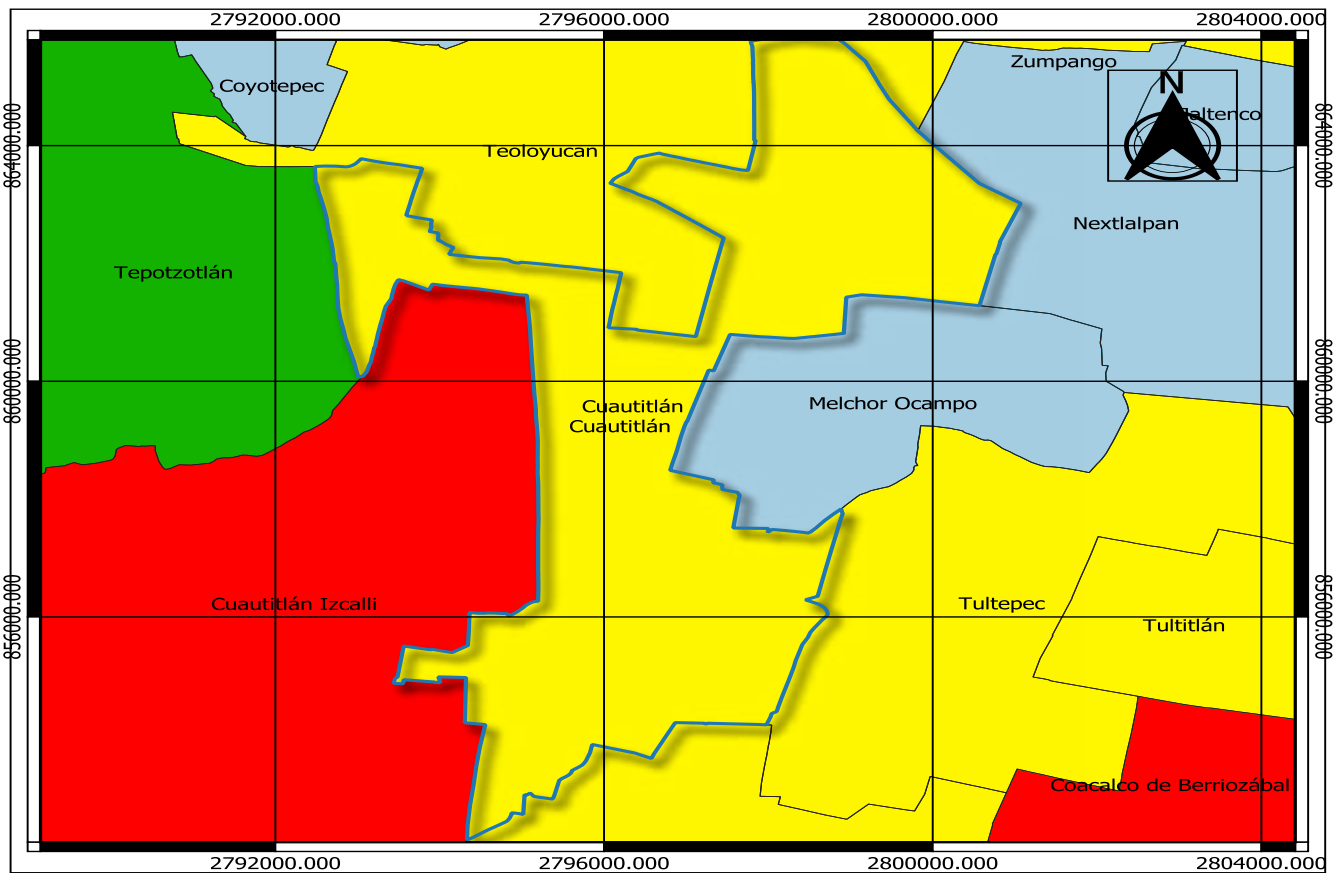 2792000.000 2796000.000 2800000.000 2804000.000
Zumpango
N
Coyotepec
Jaltenco
864000.000 864000.000
Teoloyucan
Nextlalpan
Tepotzotlán
860000.000 860000.000
Melchor Ocampo
Cuautitlán
Cuautitlán
856000.000 856000.000
Cuautitlán Izcalli
Tultepec
Tultitlán
Coacalco de Berriozábal
2792000.000 2796000.000 2800000.000 2804000.000